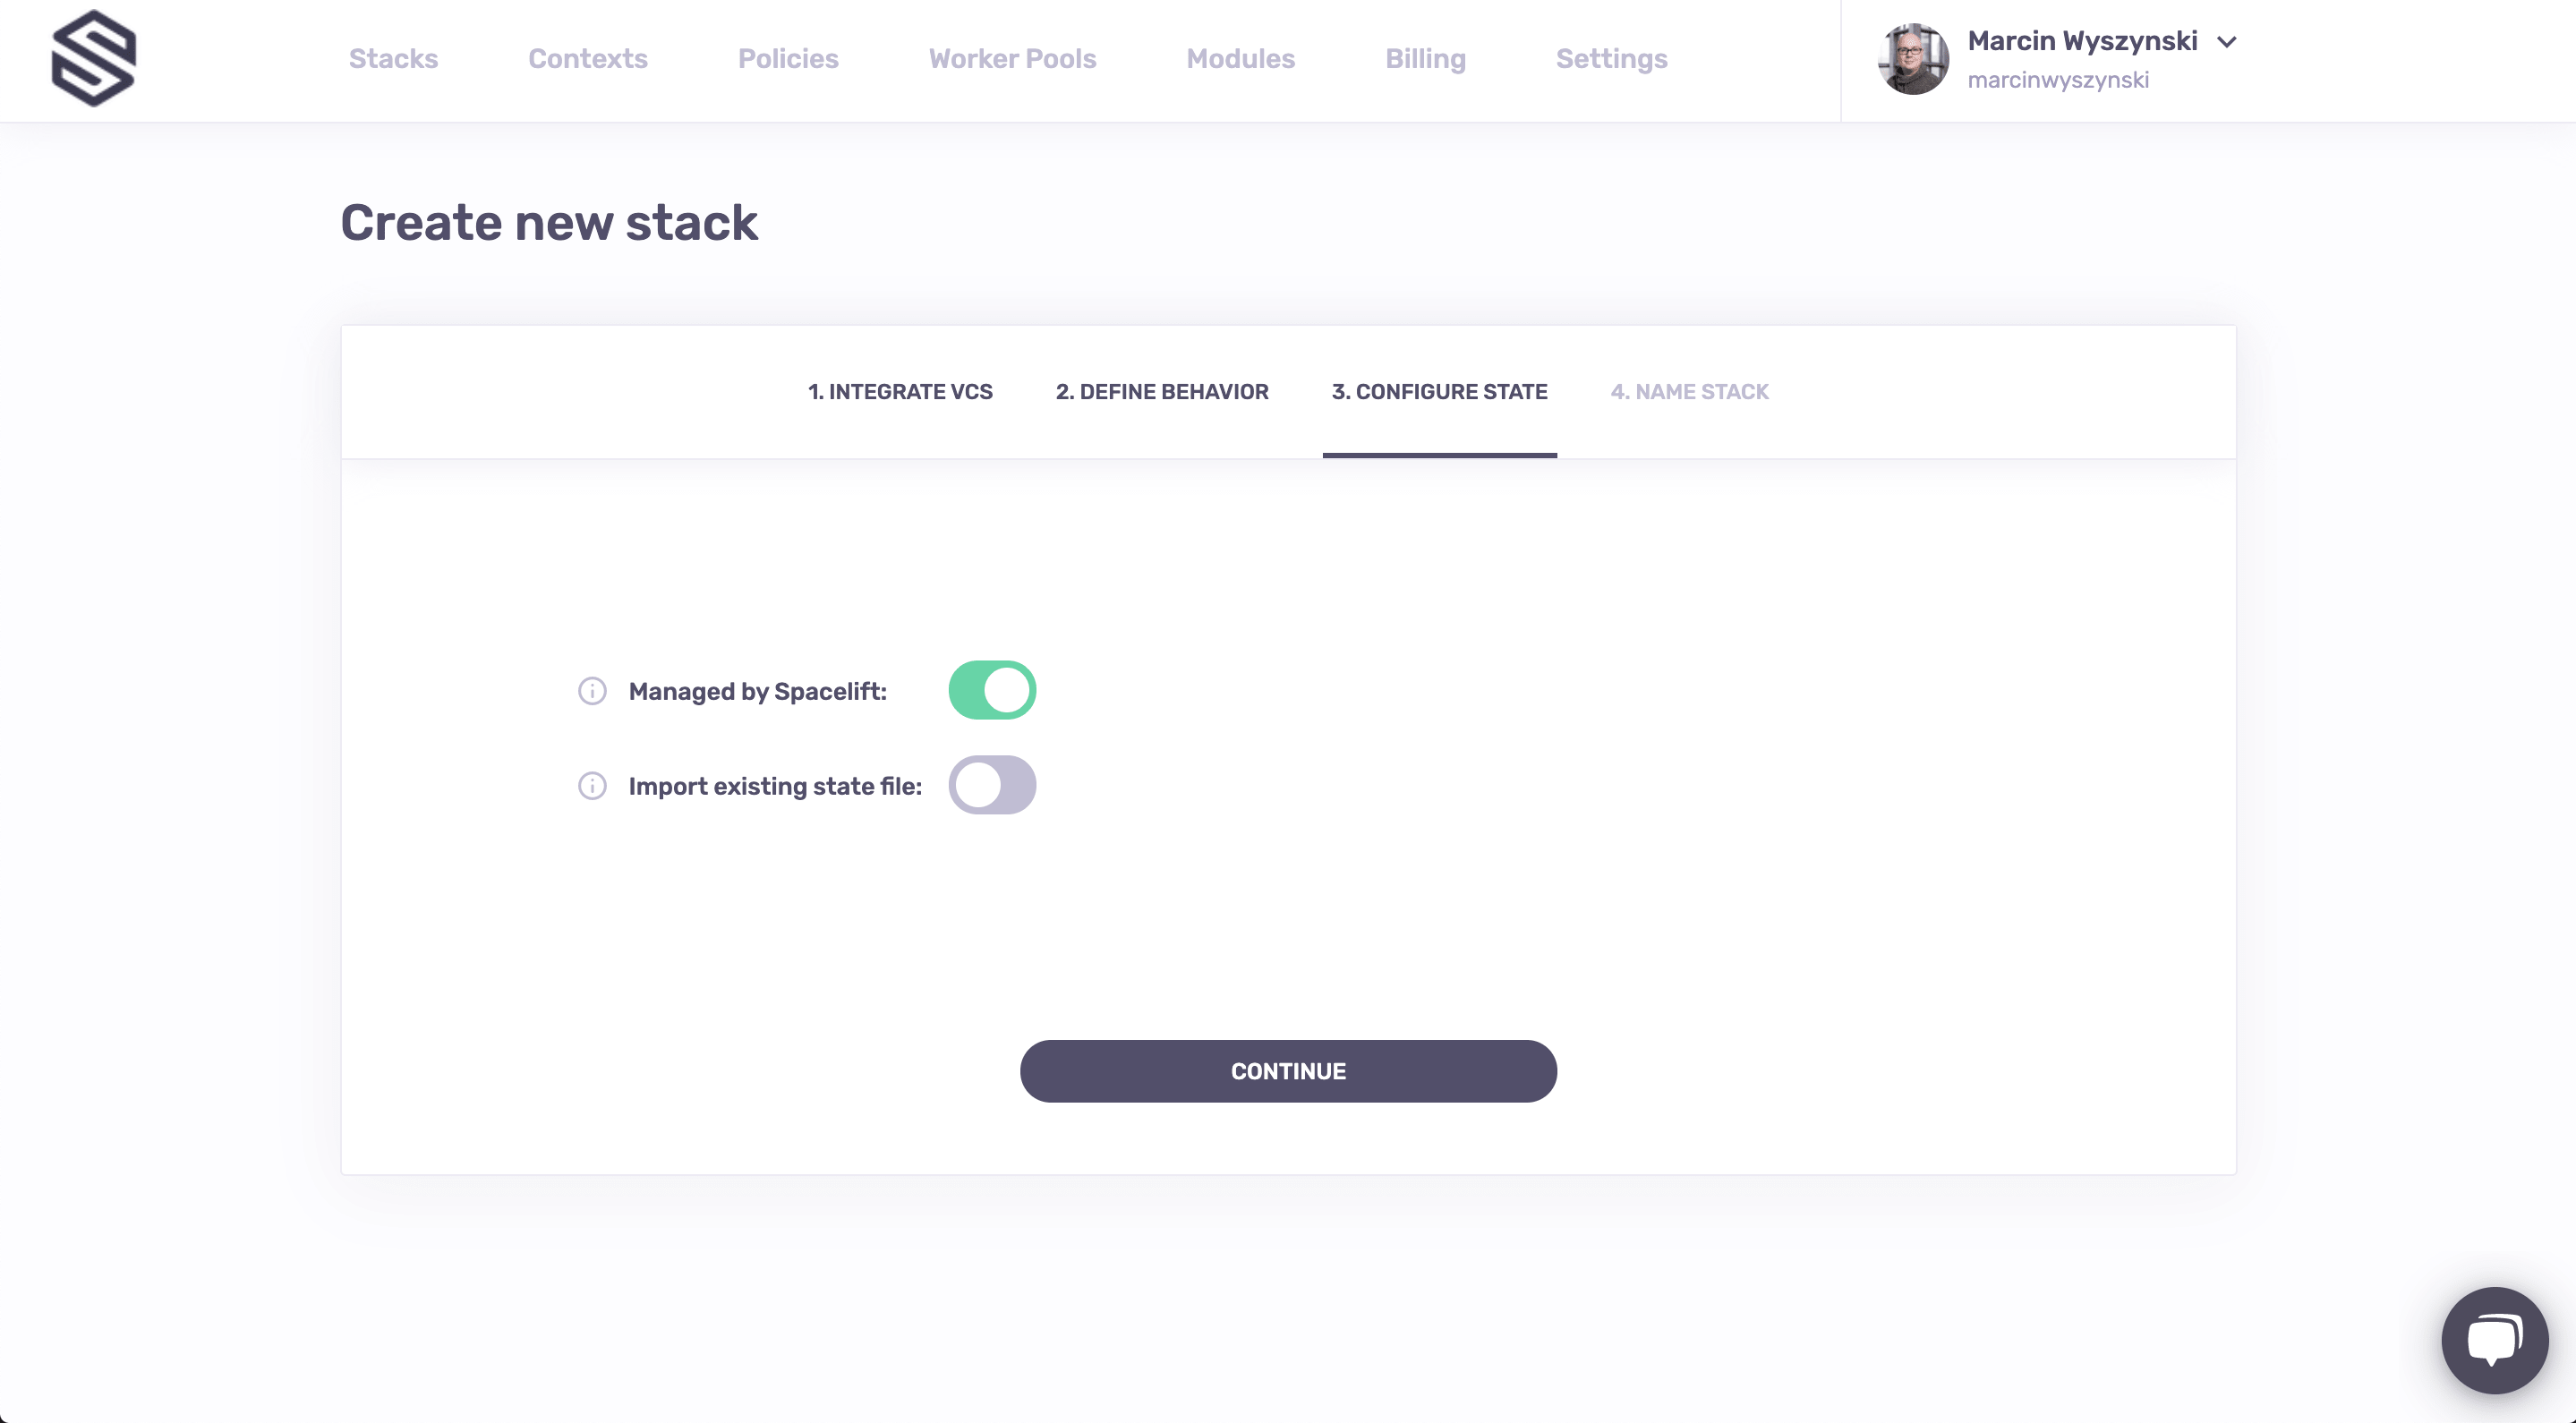 Stacks Contexts Policies Worker Pools Modules Billing Settings
Marcin Wyszynski
marcinwyszynski
Create new stack
1. INTEGRATE VCS 2. DEFINE BEHAVIOR 3. CONFIGURE STATE 4. NAME STACK
Managed by Spacelift:
Import existing state file:
CONTINUE